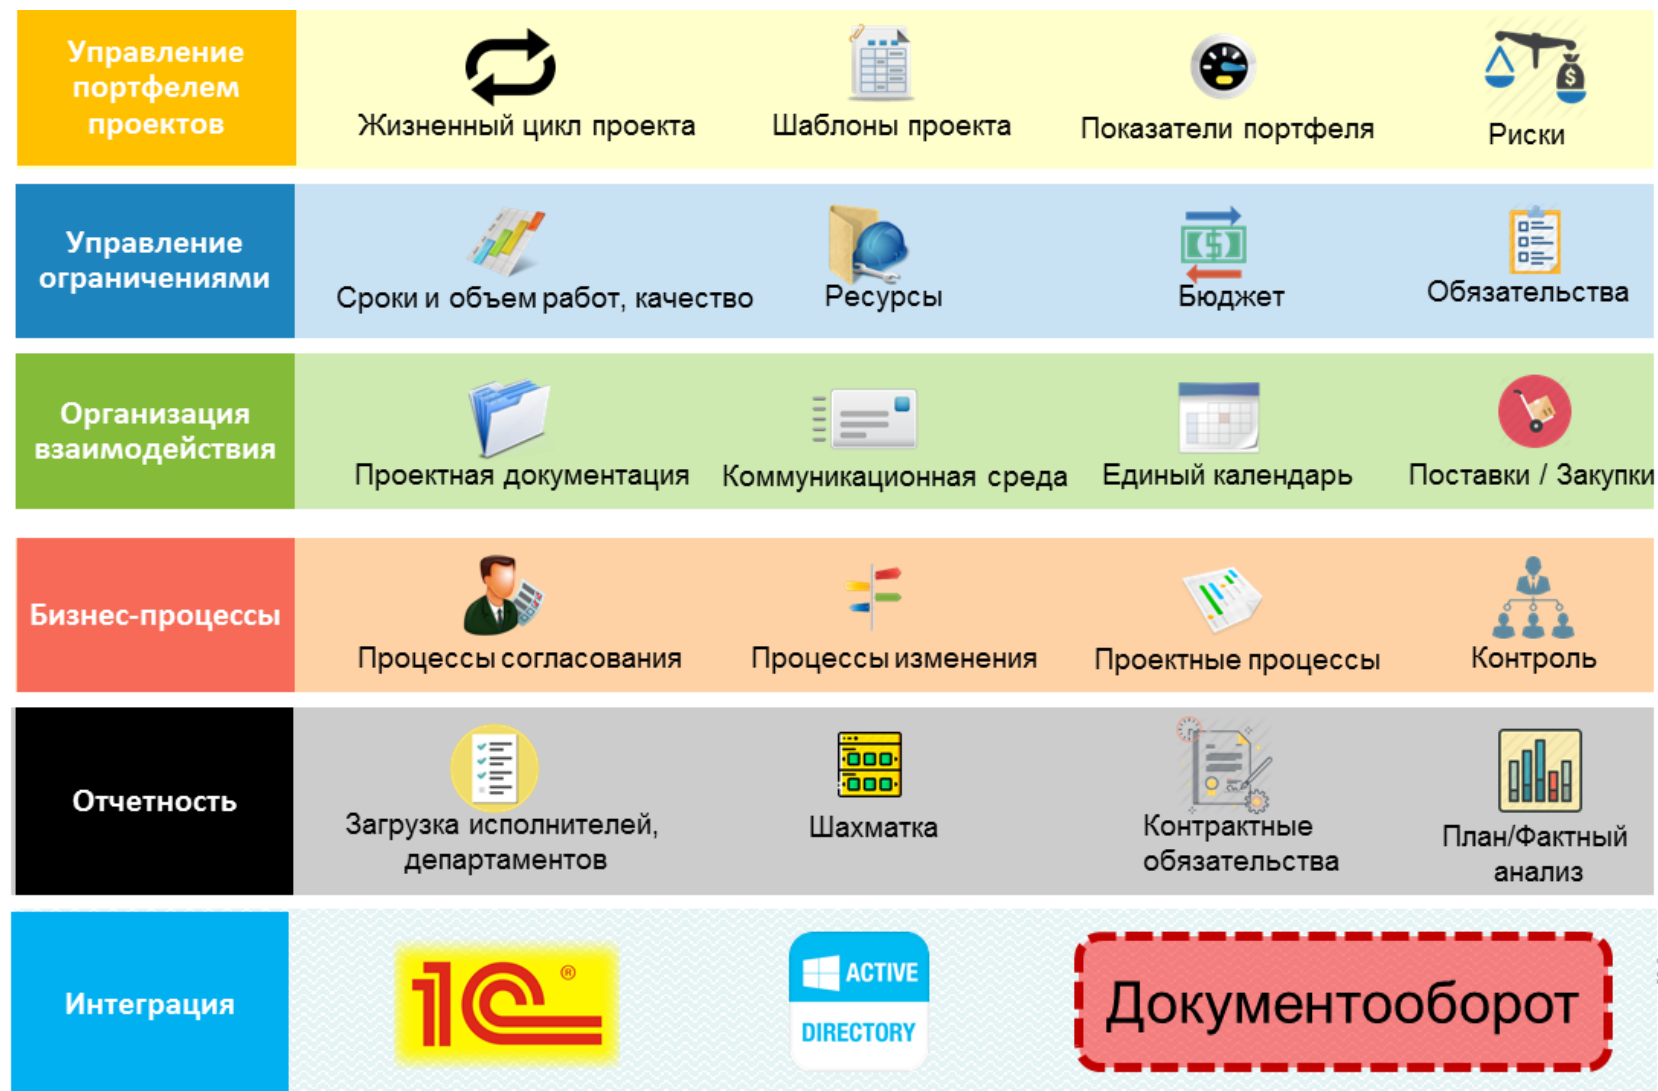 Управление
портфелем
проектов
Жизненный цикл проекта
Шаблоны проекта
Показатели портфеля
Риски
Управление
ограничениями
Сроки и объем работ, качество
Ресурсы
Бюджет
Обязательства
Организация
взаимодействия
Проектная документация
Коммуникационная среда
Единый календарь
Поставки / Закупки
Бизнес-процессы
Процессы согласования
Процессы изменения
Проектные процессы
Контроль
Отчетность
Загрузка исполнителей,
департаментов
Шахматка
Контрактные
обязательства
План/Фактный
анализ
Интеграция
1С®
ACTIVE
DIRECTORY
Документооборот